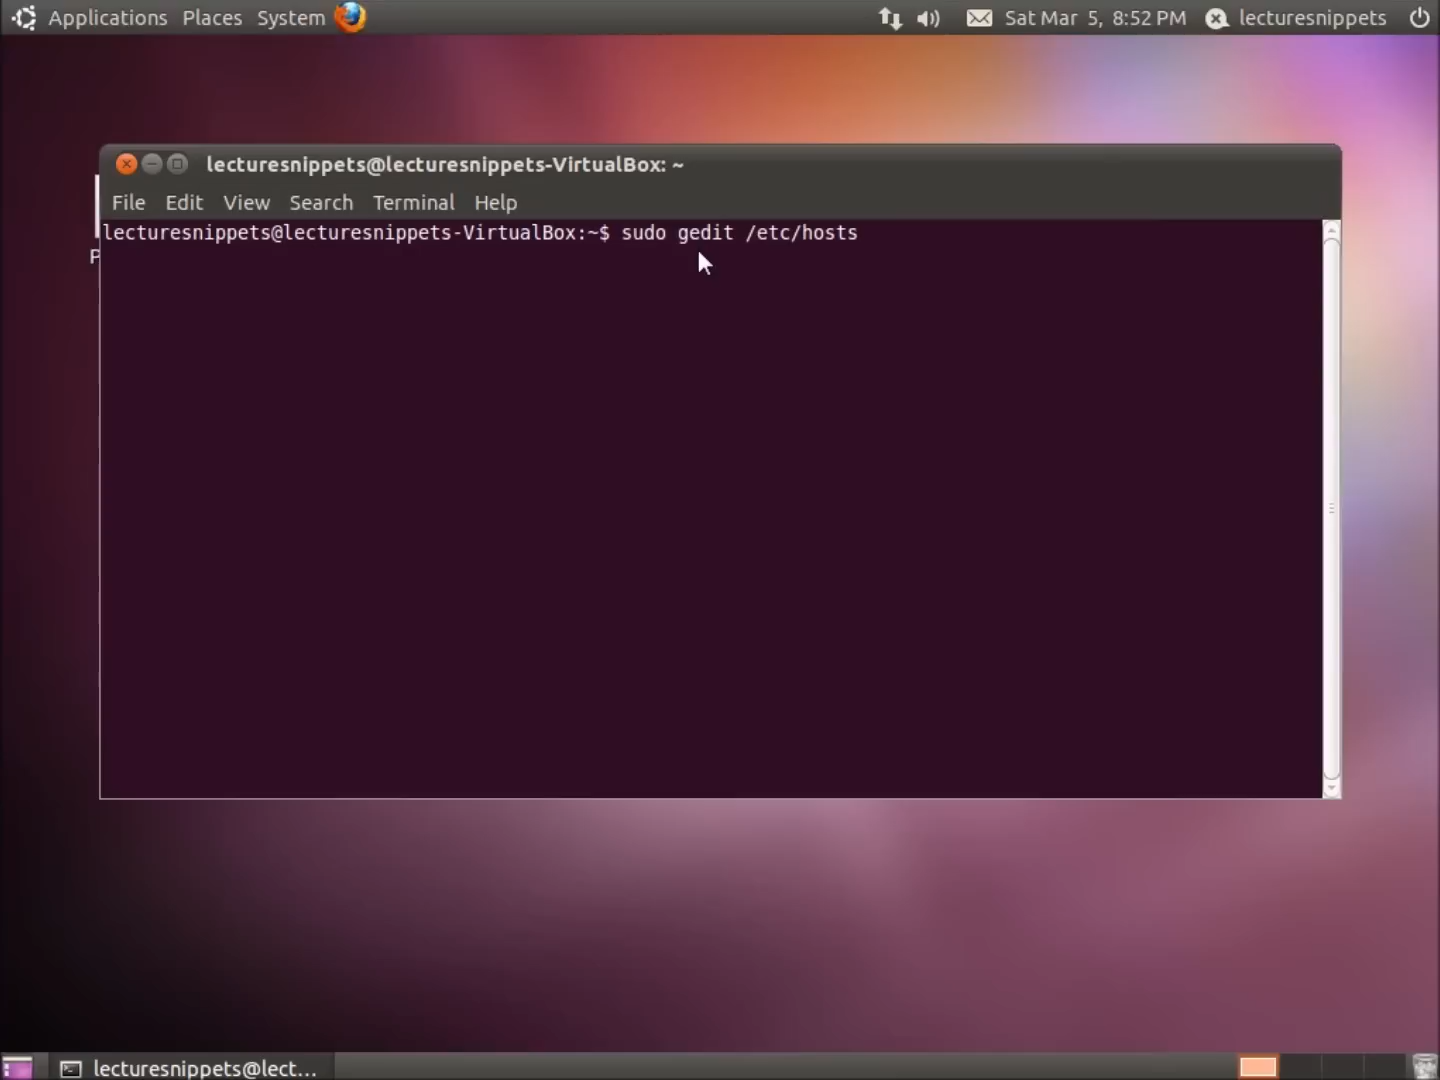 Applications Places System Sat Mar 5, 8:52 PM lecturesnippets
lecturesnippets@lecturesnippets-VirtualBox: ~
File Edit View Search Terminal Help
lecturesnippets@lecturesnippets-VirtualBox:~$ sudo gedit /etc/hosts
P
lecturesnippets@lect...